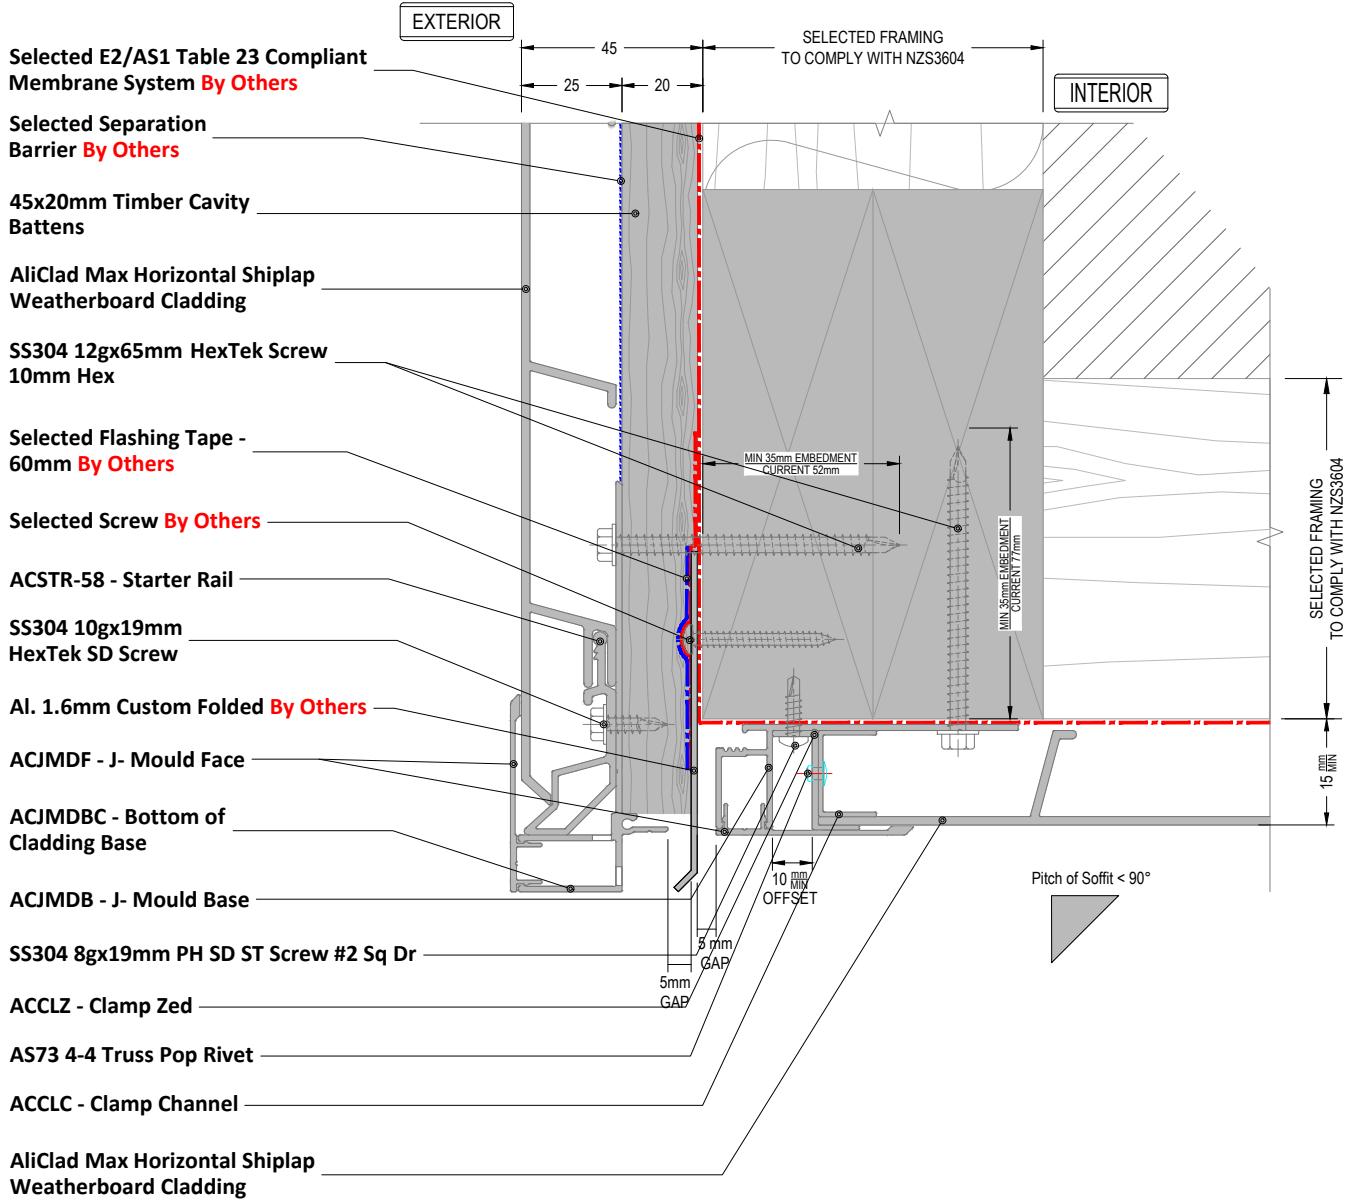 EXTERIOR
45
SELECTED FRAMING
TO COMPLY WITH NZS3604
25
20
INTERIOR
Selected E2/AS1 Table 23 Compliant
Membrane System By Others
Selected Separation
Barrier By Others
45x20mm Timber Cavity
Battens
AliClad Max Horizontal Shiplap
Weatherboard Cladding
SS304 12gx65mm HexTek Screw
10mm Hex
Selected Flashing Tape -
60mm By Others
Selected Screw By Others
ACSTR-58 - Starter Rail
SS304 10gx19mm
HexTek SD Screw
Al. 1.6mm Custom Folded By Others
ACJMDF - J- Mould Face
ACJMDBC - Bottom of
Cladding Base
ACJMDB - J- Mould Base
SS304 8gx19mm PH SD ST Screw #2 Sq Dr
ACCLZ - Clamp Zed
AS73 4-4 Truss Pop Rivet
ACCLC - Clamp Channel
AliClad Max Horizontal Shiplap
Weatherboard Cladding
MIN 35mm EMBEDMENT
CURRENT 52mm
MIN 35mm EMBEDMENT
CURRENT 77mm
SELECTED FRAMING
TO COMPLY WITH NZS3604
15 mm
MIN
10 mm
MIN
OFFSET
5 mm
GAP
5mm
GAP
Pitch of Soffit < 90°